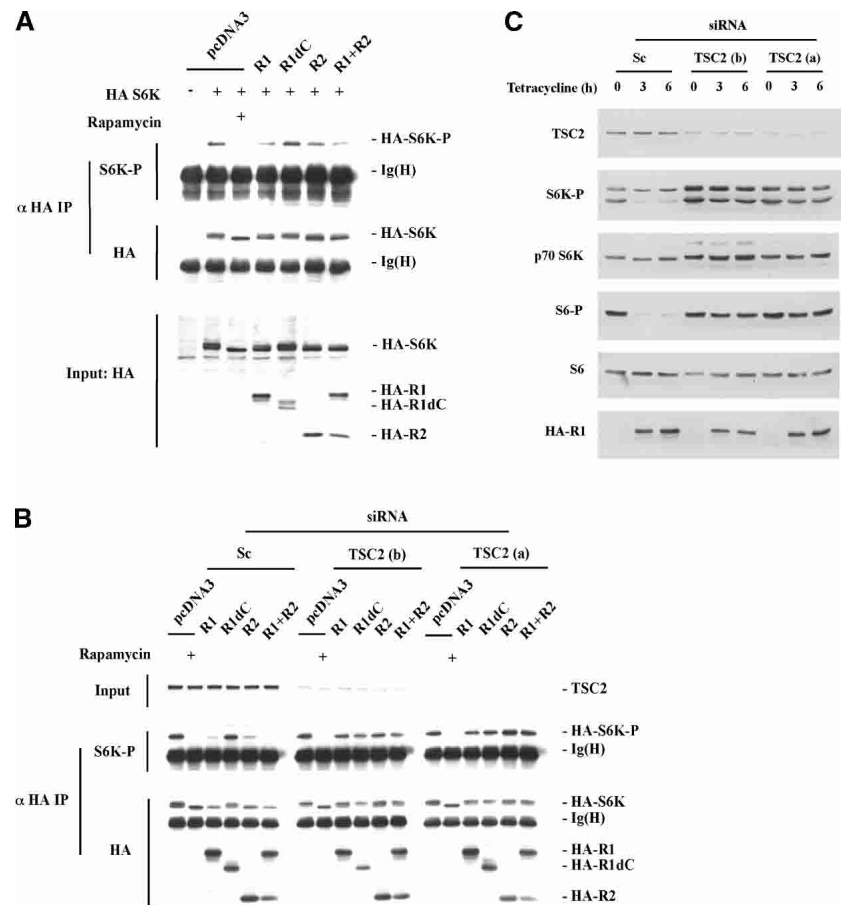 A
pcDNA3 R1 R1dC R2 R1+R2
HA S6K - + + + + + +
Rapamycin +
α HA IP
S6K-P
- HA-S6K-P
- Ig(H)
HA
- HA-S6K
- Ig(H)
Input: HA
- HA-S6K
- HA-R1
- HA-R1dC
- HA-R2
C
siRNA
Sc TSC2 (b) TSC2 (a)
Tetracycline (h) 0 3 6 0 3 6 0 3 6
TSC2
S6K-P
p70 S6K
S6-P
S6
HA-R1
B
siRNA
Sc TSC2 (b) TSC2 (a)
pcDNA3 R1 R1dC R2 R1+R2 pcDNA3 R1 R1dC R2 R1+R2 pcDNA3 R1 R1dC R2 R1+R2
Rapamycin + + +
Input
- TSC2
α HA IP
S6K-P
- HA-S6K-P
- Ig(H)
HA
- HA-S6K
- Ig(H)
- HA-R1
- HA-R1dC
- HA-R2